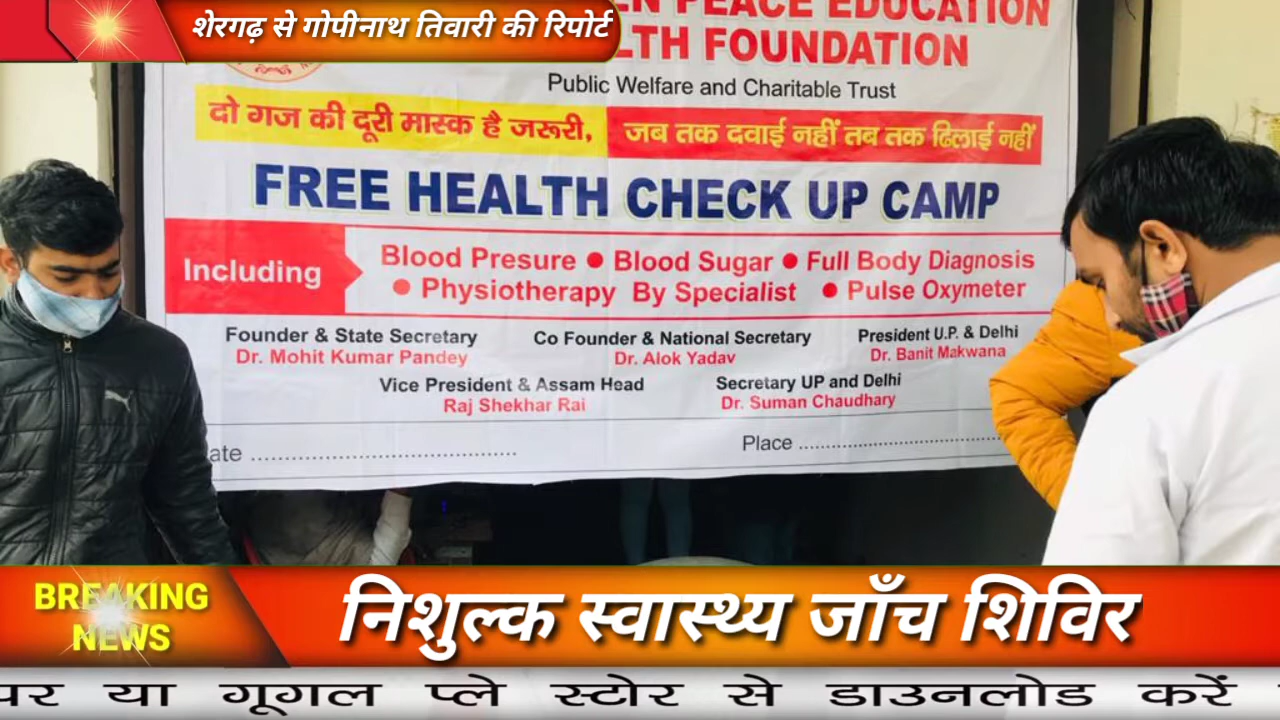 शेरगढ़ से गोपीनाथ तिवारी की रिपोर्ट
PEACE EDUCATION
FOUNDATION
Public Welfare and Charitable Trust
दो गज की दूरी मास्क है जरूरी, जब तक दवाई नहीं तब तक ढिलाई नहीं
FREE HEALTH CHECK UP CAMP
Including
Blood Presure ● Blood Sugar ● Full Body Diagnosis
● Physiotherapy By Specialist ● Pulse Oxymeter
Founder & State Secretary Co Founder & National Secretary President U.P. & Delhi
Dr. Mohit Kumar Pandey Dr. Alok Yadav Dr. Banit Makwana
Vice President & Assam Head Secretary UP and Delhi
Raj Shekhar Rai Dr. Suman Chaudhary
Place ..............................
BREAKING NEWS
निशुल्क स्वास्थ्य जाँच शिविर
या गूगल प्ले स्टोर से डाउनलोड करें